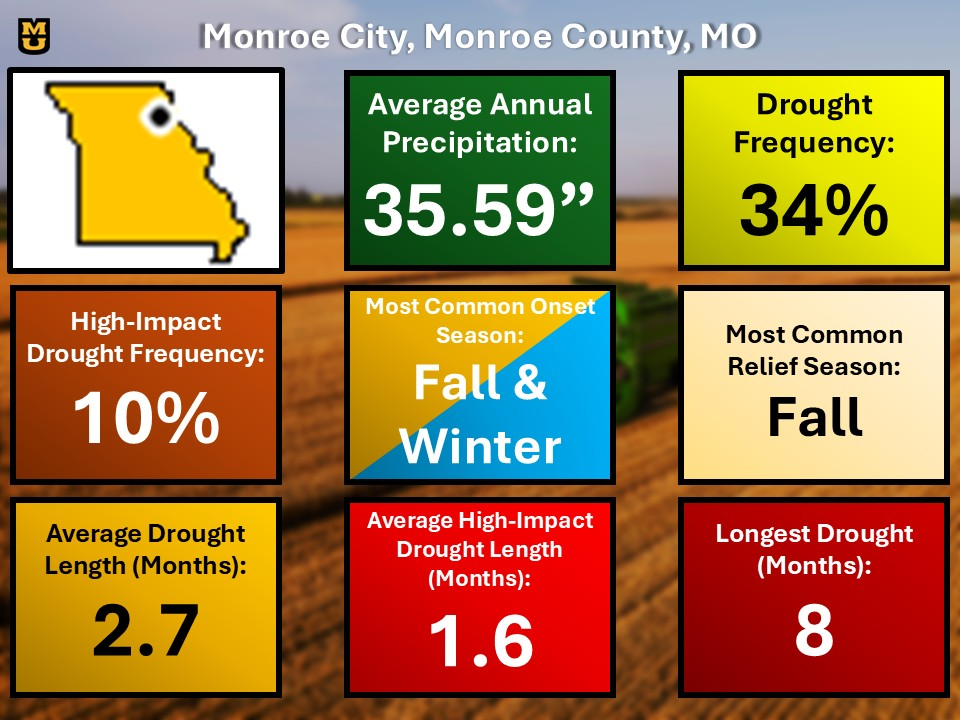 MU
Monroe City, Monroe County, MO
Average Annual
Precipitation:
35.59”
Drought
Frequency:
34%
High-Impact
Drought Frequency:
10%
Most Common Onset
Season:
Fall &
Winter
Most Common
Relief Season:
Fall
Average Drought
Length (Months):
2.7
Average High-Impact
Drought Length
(Months):
1.6
Longest Drought
(Months):
8